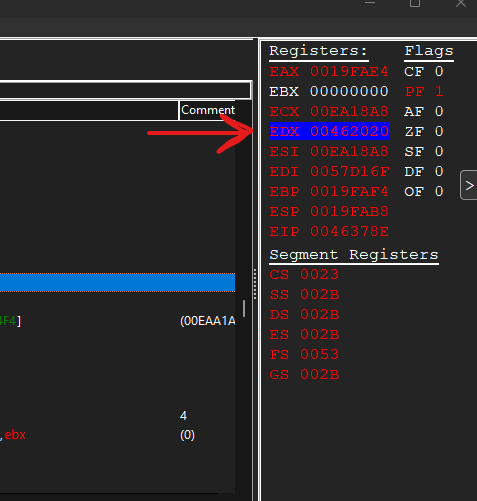 Registers: Flags
EAX 0019FAE4 CF 0
EBX 00000000 PF 1
Comment
ECX 00EA18A8 AF 0
EDX 00462020 ZF 0
ESI 00EA18A8 SF 0
EDI 0057D16F DF 0
EBP 0019FAF4 OF 0
ESP 0019FAB8
EIP 0046378E
Segment Registers
CS 0023
SS 002B
DS 002B
4F4] (00EAA1A
ES 002B
FS 0053
GS 002B
4
,ebx (0)
>